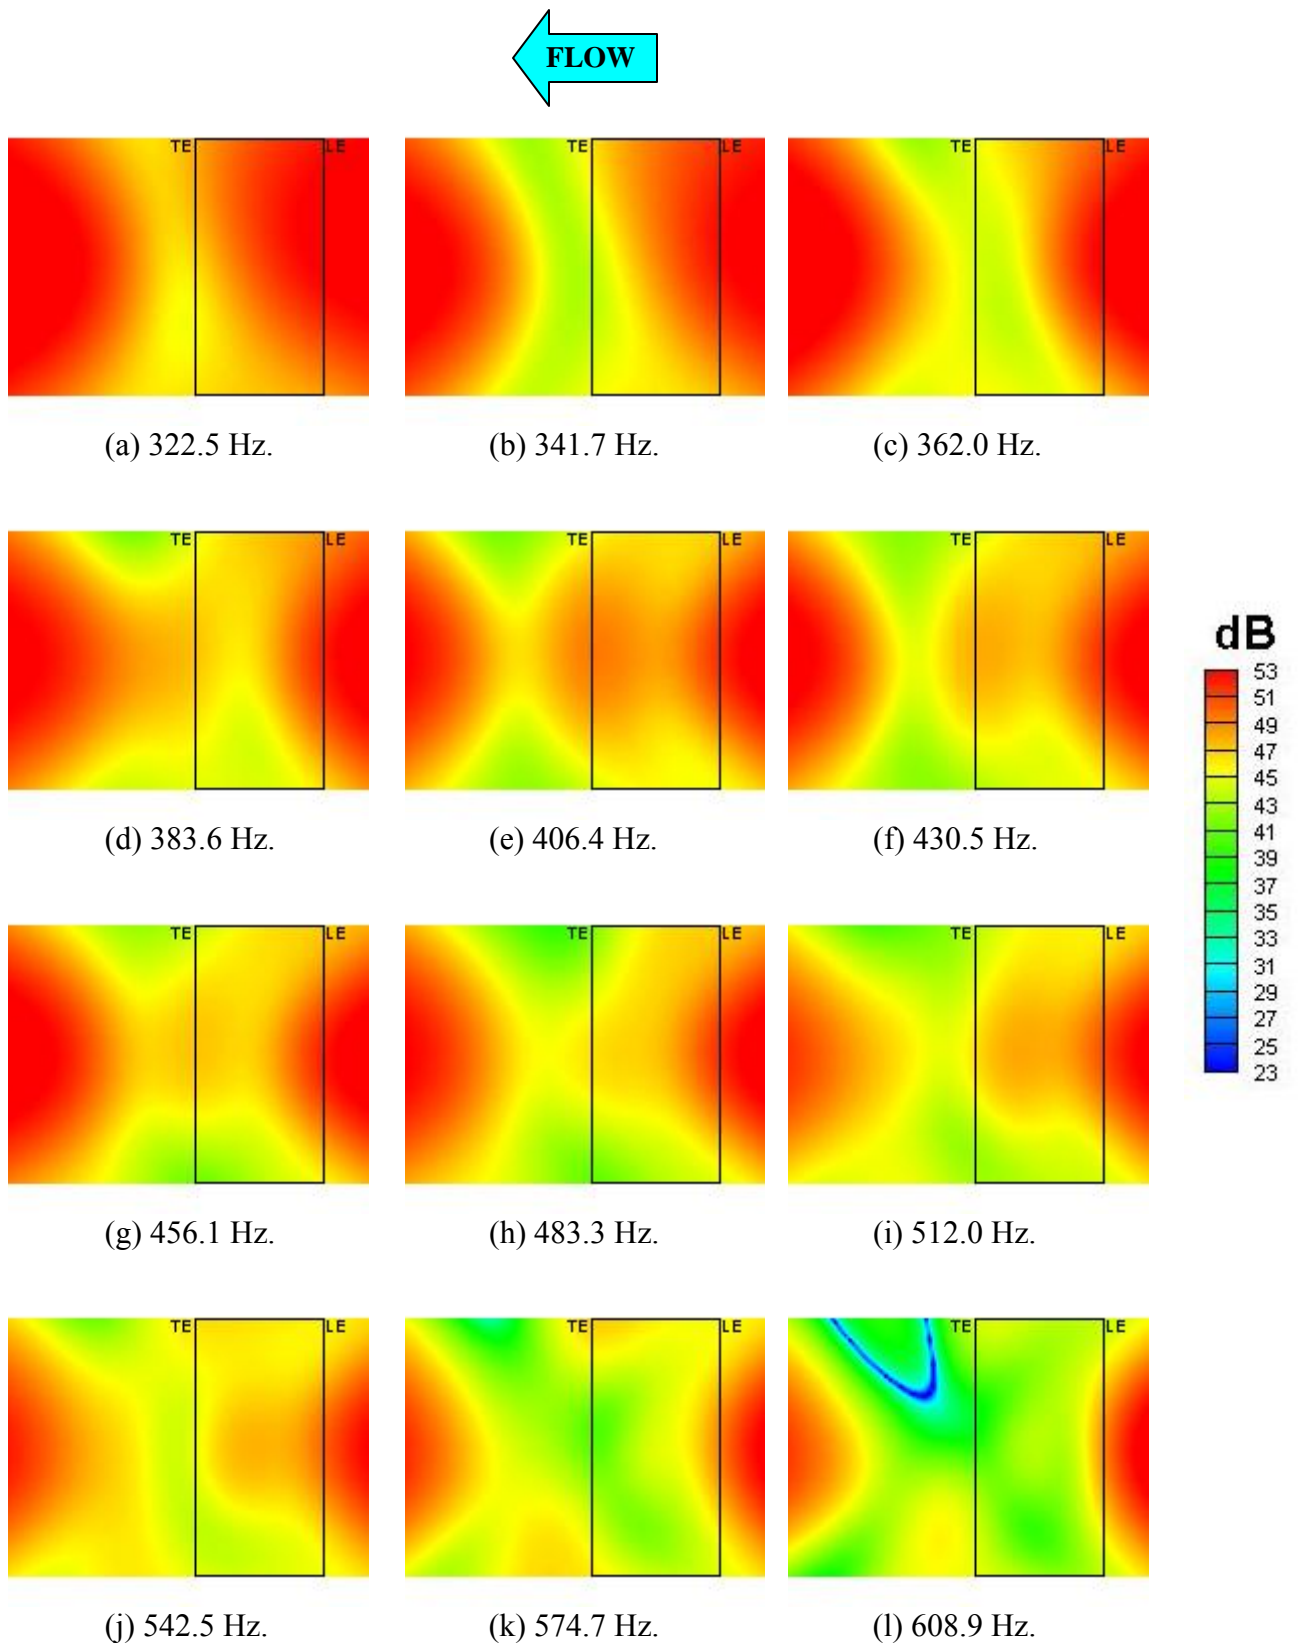 FLOW
TE LE TE LE TE LE
(a) 322.5 Hz. (b) 341.7 Hz. (c) 362.0 Hz.
TE LE TE LE TE LE
(d) 383.6 Hz. (e) 406.4 Hz. (f) 430.5 Hz.
dB
53
51
49
47
45
43
41
39
37
35
33
31
29
27
25
23
TE LE TE LE TE LE
(g) 456.1 Hz. (h) 483.3 Hz. (i) 512.0 Hz.
TE LE TE LE TE LE
(j) 542.5 Hz. (k) 574.7 Hz. (l) 608.9 Hz.